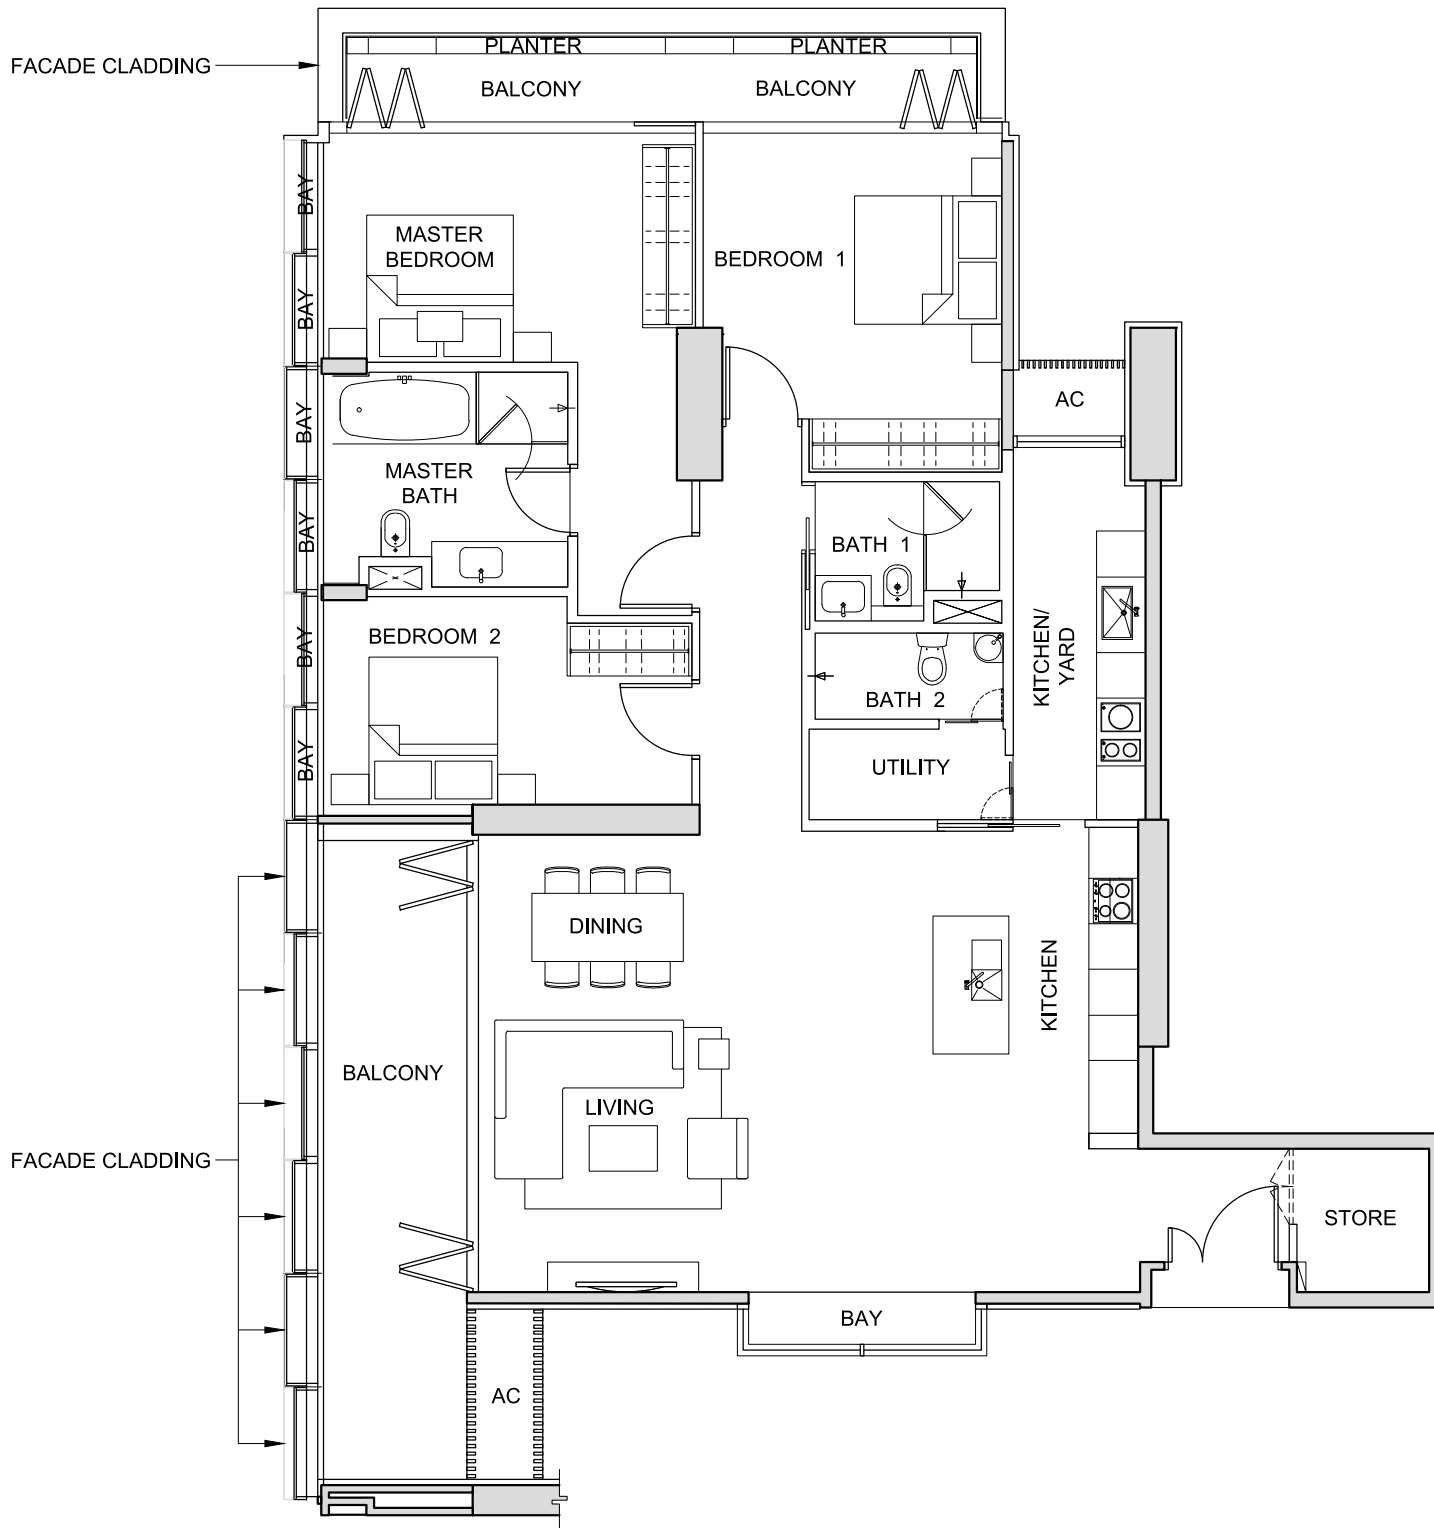 PLANTER
PLANTER
FACADE CLADDING
BALCONY
BALCONY
BAY
MASTER
BEDROOM
BEDROOM 1
BAY
AC
BAY
MASTER
BATH
BAY
BATH 1
BEDROOM 2
BAY
KITCHEN/
YARD
BATH 2
BAY
UTILITY
DINING
KITCHEN
BALCONY
LIVING
FACADE CLADDING
STORE
BAY
AC